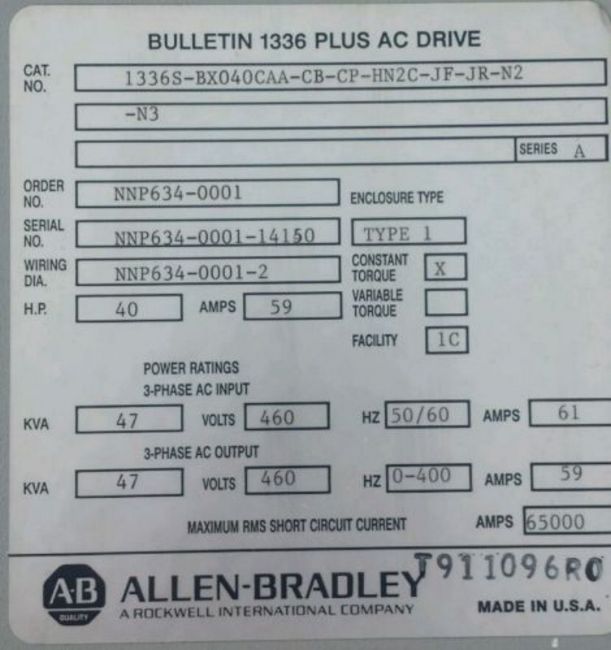 BULLETIN 1336 PLUS AC DRIVE
CAT. NO. 1336S-BX040CAA-CB-CP-HN2C-JF-JR-N2
-N3
SERIES A
ORDER NO. NNP634-0001 ENCLOSURE TYPE
SERIAL NO. NNP634-0001-14150 TYPE 1
WIRING DIA. NNP634-0001-2 CONSTANT TORQUE X
H.P. 40 AMPS 59 VARIABLE TORQUE
FACILITY 1C
POWER RATINGS
3-PHASE AC INPUT
KVA 47 VOLTS 460 HZ 50/60 AMPS 61
3-PHASE AC OUTPUT
KVA 47 VOLTS 460 HZ 0-400 AMPS 59
MAXIMUM RMS SHORT CIRCUIT CURRENT AMPS 65000
T911096R0
A-B QUALITY ALLEN-BRADLEY
A ROCKWELL INTERNATIONAL COMPANY MADE IN U.S.A.